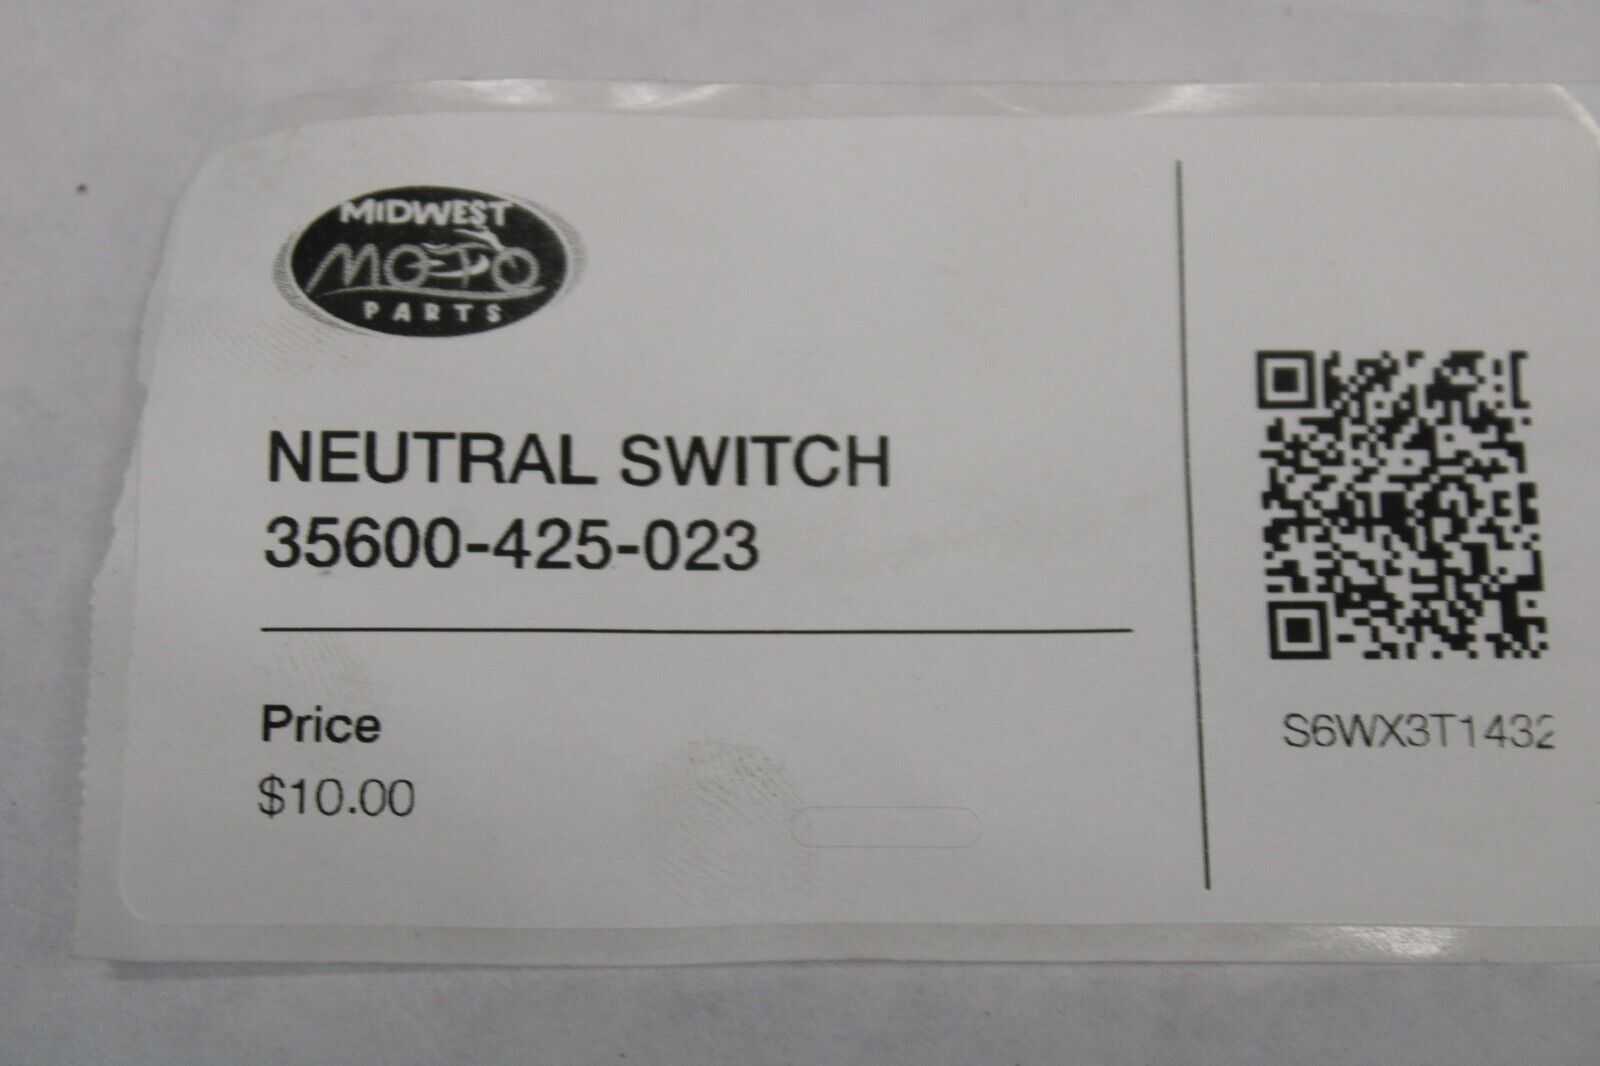 MIDWEST
MOTO
PARTS
NEUTRAL SWITCH
35600-425-023
Price
$10.00
S6WX3T1432